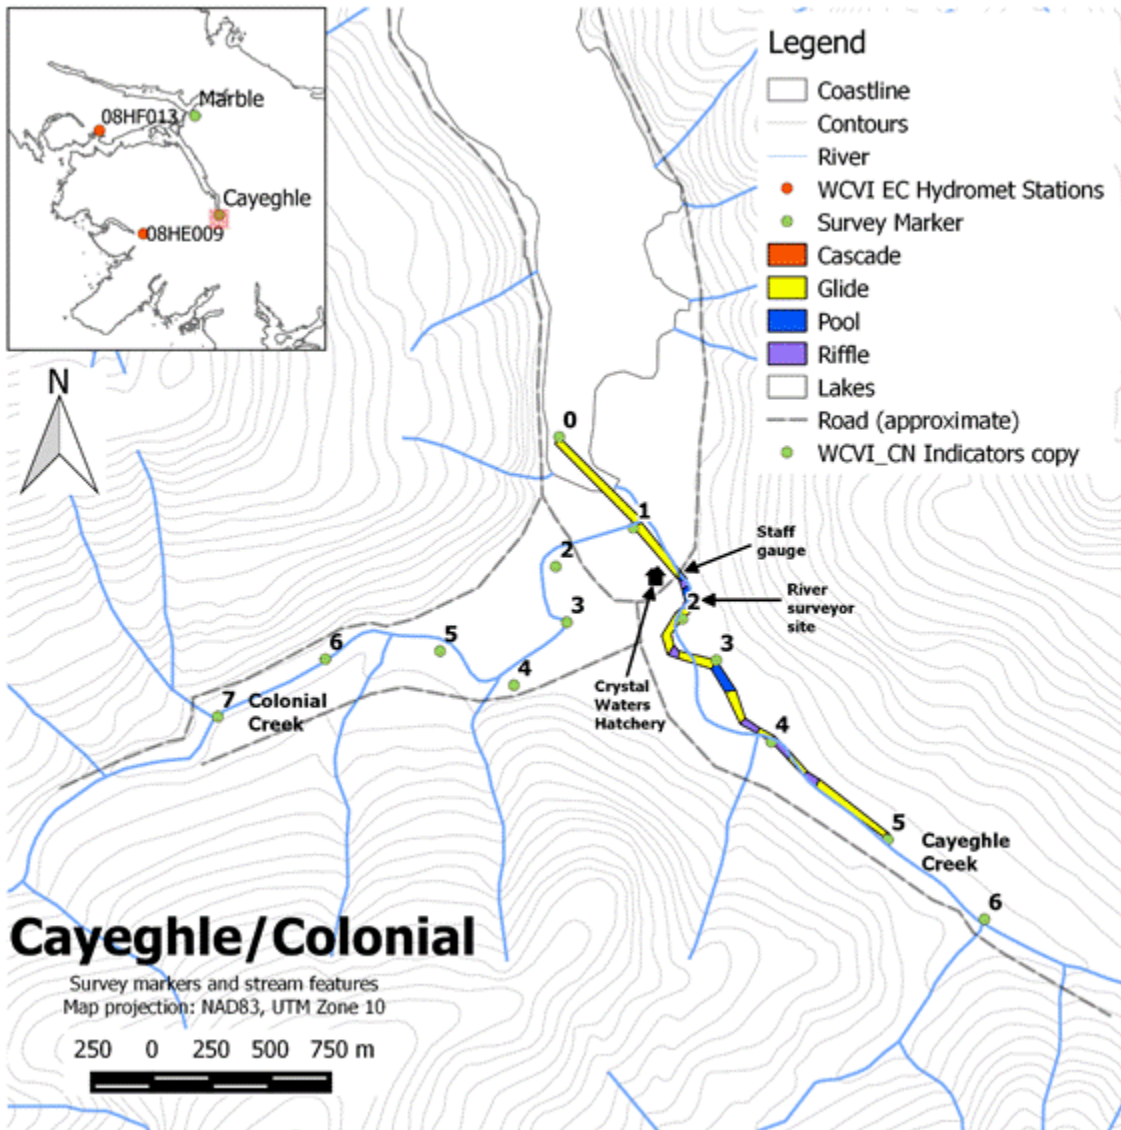 Marble
08HF013
Cayeghle
08HE009
Legend
Coastline
Contours
River
WCVI EC Hydromet Stations
Survey Marker
Cascade
Glide
Pool
Riffle
Lakes
Road (approximate)
WCVI_CN Indicators copy
N
0
1
2
3
4
5
6
7
2
3
4
5
6
Staff
gauge
River
surveyor
site
Crystal
Waters
Hatchery
Colonial
Creek
Cayeghle
Creek
Cayeghle/Colonial
Survey markers and stream features
Map projection: NAD83, UTM Zone 10
250 0 250 500 750 m